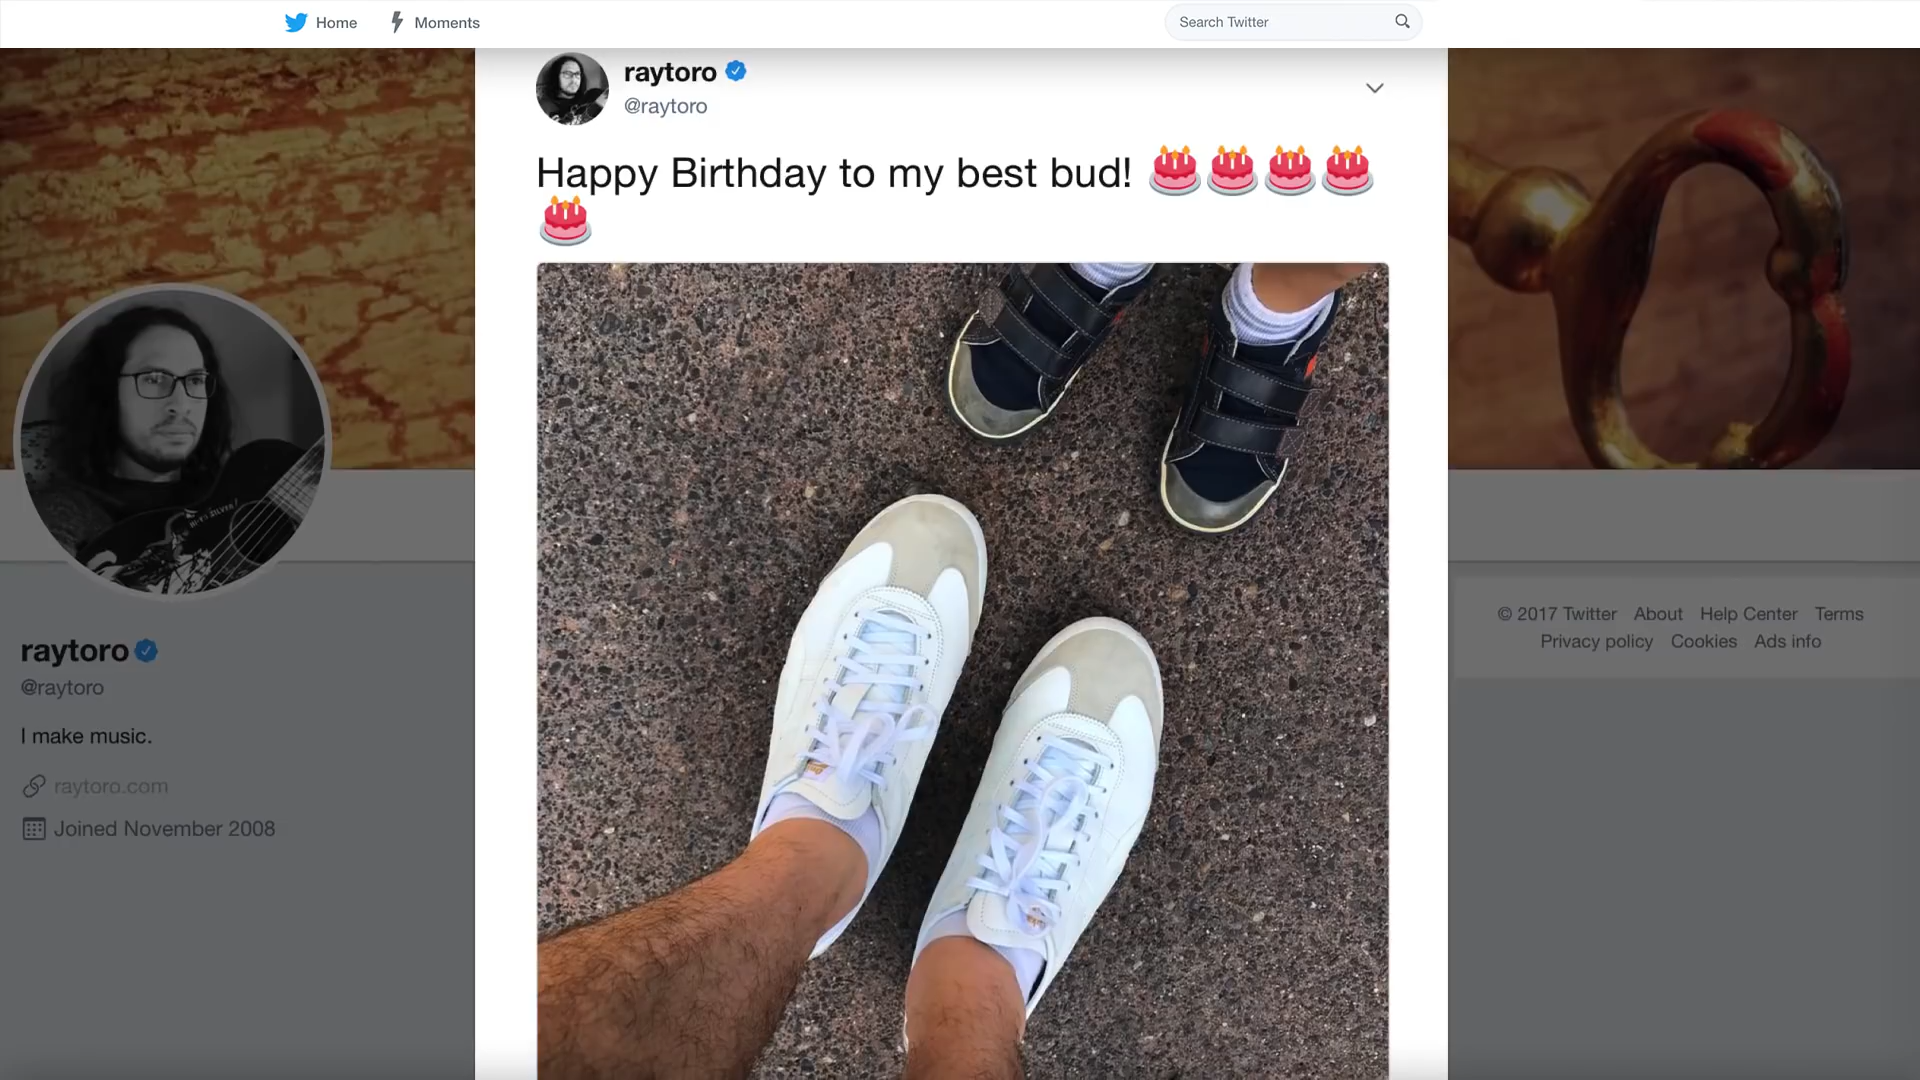 Home
Moments
Search Twitter
raytoro
@raytoro
Happy Birthday to my best bud! 🎂🎂🎂🎂
🎂
raytoro
@raytoro
I make music.
raytoro.com
Joined November 2008
© 2017 Twitter About Help Center Terms
Privacy policy Cookies Ads info